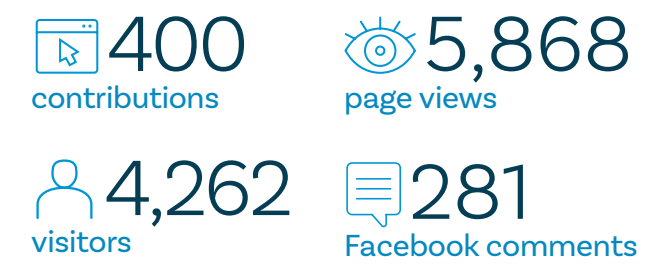 400
contributions
5,868
page views
4,262
visitors
281
Facebook comments